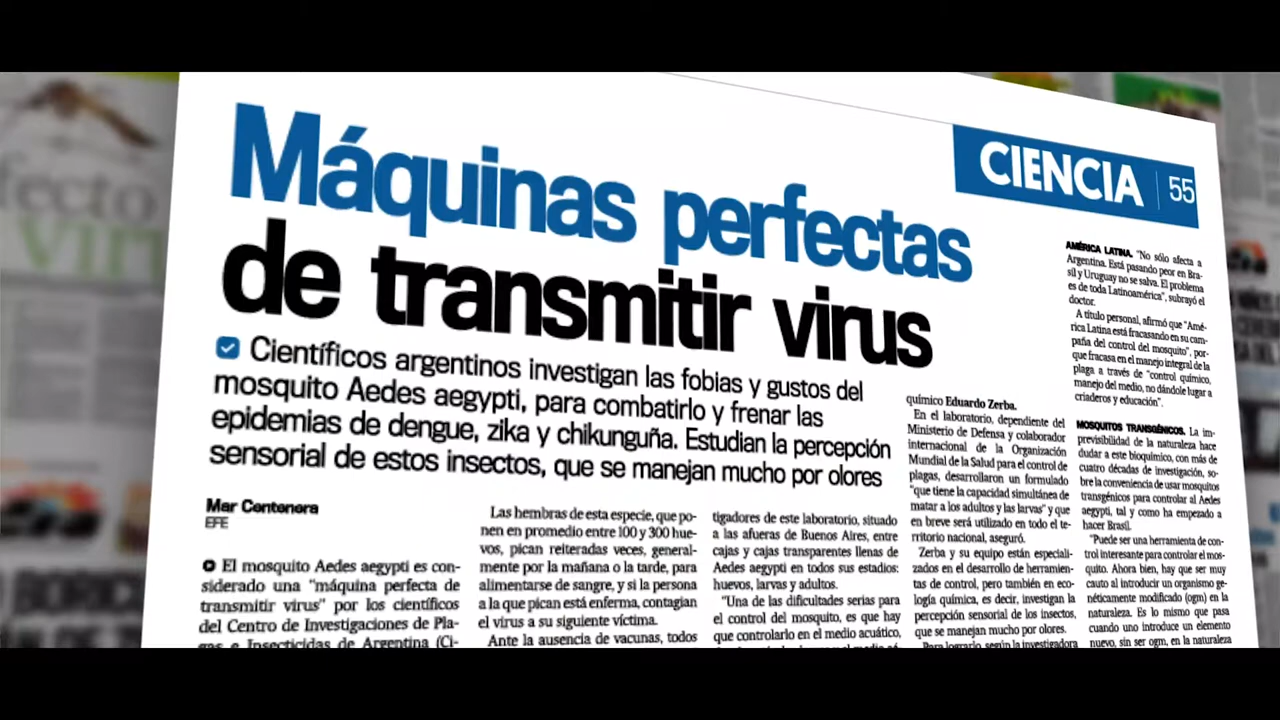 Máquinas perfectas
de transmitir virus
CIENCIA 55
Científicos argentinos investigan las fobias y gustos del
mosquito Aedes aegypti, para combatirlo y frenar las
epidemias de dengue, zika y chikunguña. Estudian la percepción
sensorial de estos insectos, que se manejan mucho por olores
Mar Centenera
EFE
El mosquito Aedes aegypti es con-
siderado una "máquina perfecta de
transmitir virus" por los científicos
del Centro de Investigaciones de Pla-
gas e Insecticidas de Argentina (Ci-
Las hembras de esta especie, que po-
nen en promedio entre 100 y 300 hue-
vos, pican reiteradas veces, general-
mente por la mañana o la tarde, para
alimentarse de sangre, y si la persona
a la que pican está enferma, contagian
el virus a su siguiente víctima.
Ante la ausencia de vacunas, todos
tigadores de este laboratorio, situado
a las afueras de Buenos Aires, entre
cajas y cajas transparentes llenas de
Aedes aegypti en todos sus estadios:
huevos, larvas y adultos.
"Una de las dificultades serias para
el control del mosquito, es que hay
que controlarlo en el medio acuático,
químico Eduardo Zerba.
En el laboratorio, dependiente del
Ministerio de Defensa y colaborador
internacional de la Organización
Mundial de la Salud para el control de
plagas, desarrollaron un formulado
"que tiene la capacidad simultánea de
matar a los adultos y las larvas" y que
en breve será utilizado en todo el te-
rritorio nacional, aseguró.
Zerba y su equipo están especiali-
zados en el desarrollo de herramien-
tas de control, pero también en eco-
logía química, es decir, investigan la
percepción sensorial de los insectos,
que se manejan mucho por olores.
Para lograrlo, según la investigadora
AMÉRICA LATINA. "No sólo afecta a
Argentina. Está pasando peor en Bra-
sil y Uruguay no se salva. El problema
es de toda Latinoamérica", subrayó el
doctor.
A título personal, afirmó que "Amé-
rica Latina está fracasando en su cam-
paña del control del mosquito", por-
que fracasa en el manejo integral de la
plaga a través de "control químico,
manejo del medio, no dándole lugar a
criaderos y educación".
MOSQUITOS TRANSGÉNICOS. La im-
previsibilidad de la naturaleza hace
dudar a este bioquímico, con más de
cuatro décadas de investigación, so-
bre la conveniencia de usar mosquitos
transgénicos para controlar al Aedes
aegypti, tal y como ha empezado a
hacer Brasil.
"Puede ser una herramienta de con-
trol interesante para controlar el mos-
quito. Ahora bien, hay que ser muy
cauto al introducir un organismo ge-
néticamente modificado (ogm) en la
naturaleza. Es lo mismo que pasa
cuando uno introduce un elemento
nuevo, sin ser ogm, en la naturaleza